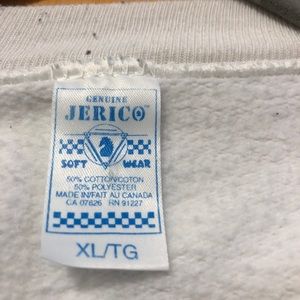 GENUINE
JERICO™
SOFT WEAR
50% COTTON/COTON
50% POLYESTER
MADE IN/FAIT AU CANADA
CA 07626 RN 91227
XL/TG